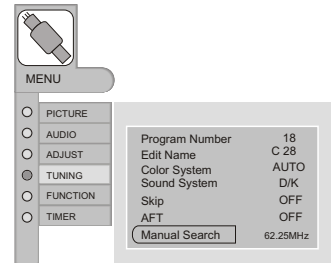 MENU
PICTURE
AUDIO
ADJUST
TUNING
FUNCTION
TIMER
Program Number 18
Edit Name C 28
Color System AUTO
Sound System D/K
Skip OFF
AFT OFF
Manual Search 62.25MHz